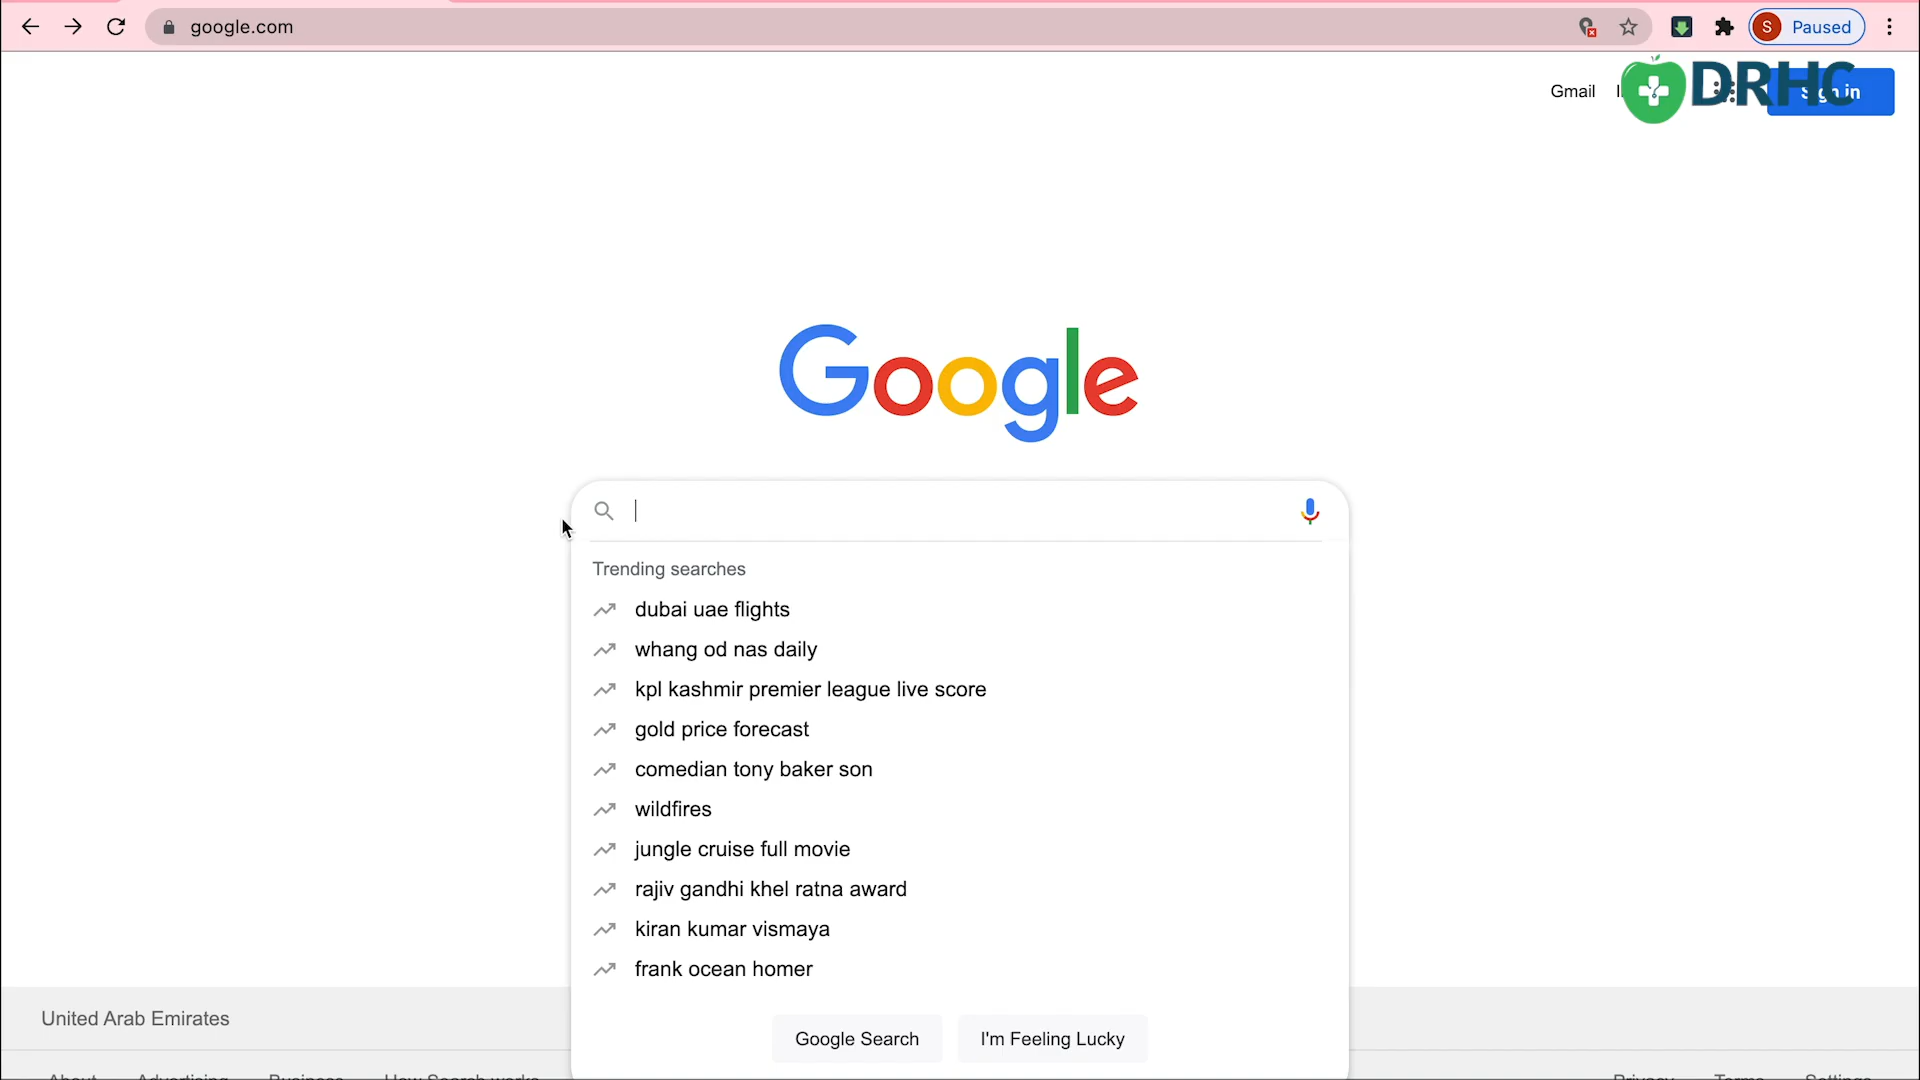 google.com
S
Paused
Gmail
DRHC
Sign in
Google
Trending searches
dubai uae flights
whang od nas daily
kpl kashmir premier league live score
gold price forecast
comedian tony baker son
wildfires
jungle cruise full movie
rajiv gandhi khel ratna award
kiran kumar vismaya
frank ocean homer
United Arab Emirates
Google Search
I'm Feeling Lucky
About
Advertising
Business
How Search works
Privacy
Terms
Settings